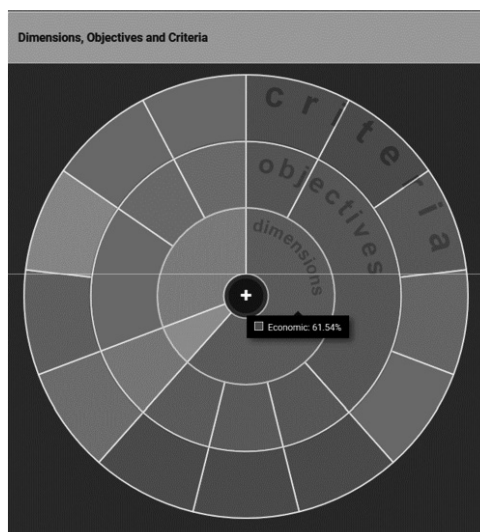 Dimensions, Objectives and Criteria
criteria
objectives
dimensions
+
Economic: 61.54%